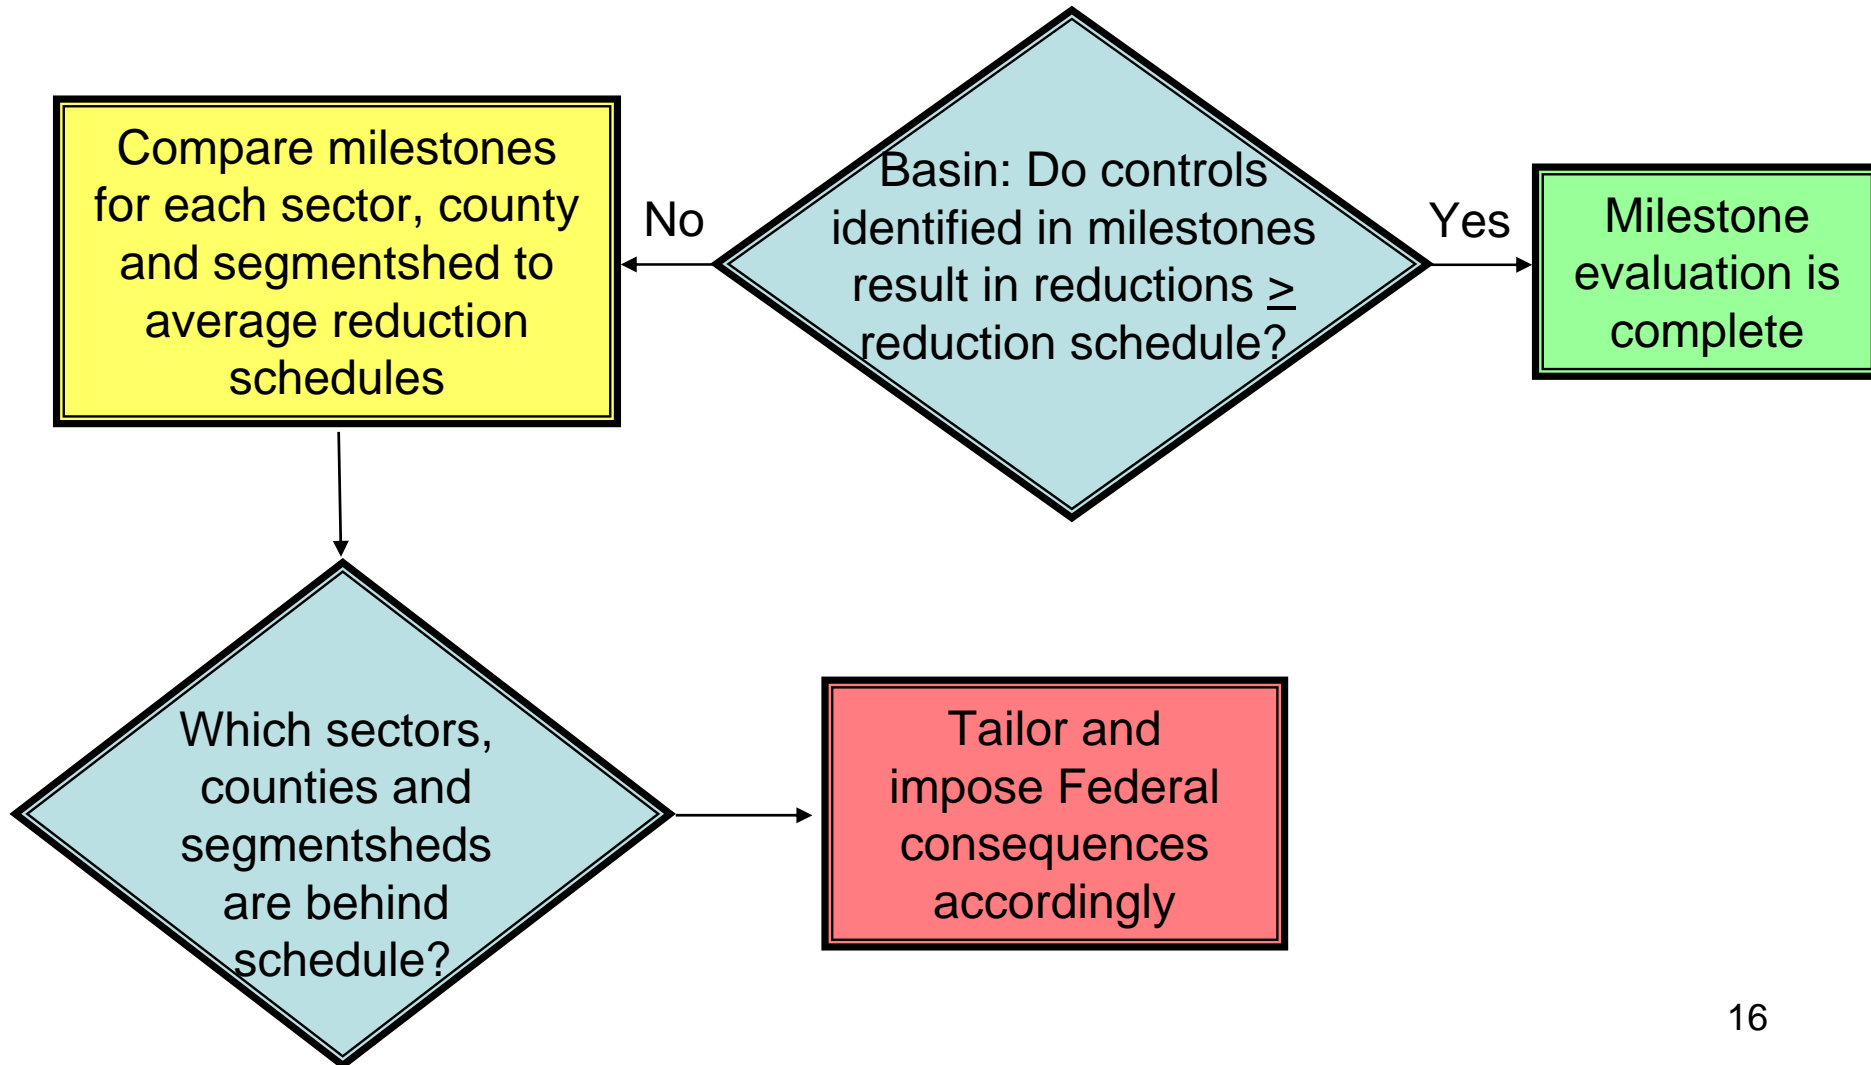 Compare milestones
for each sector, county
and segmentshed to
average reduction
schedules
No
Basin: Do controls
identified in milestones
result in reductions ≥
reduction schedule?
Yes
Milestone
evaluation is
complete
Which sectors,
counties and
segmentsheds
are behind
schedule?
Tailor and
impose Federal
consequences
accordingly
16